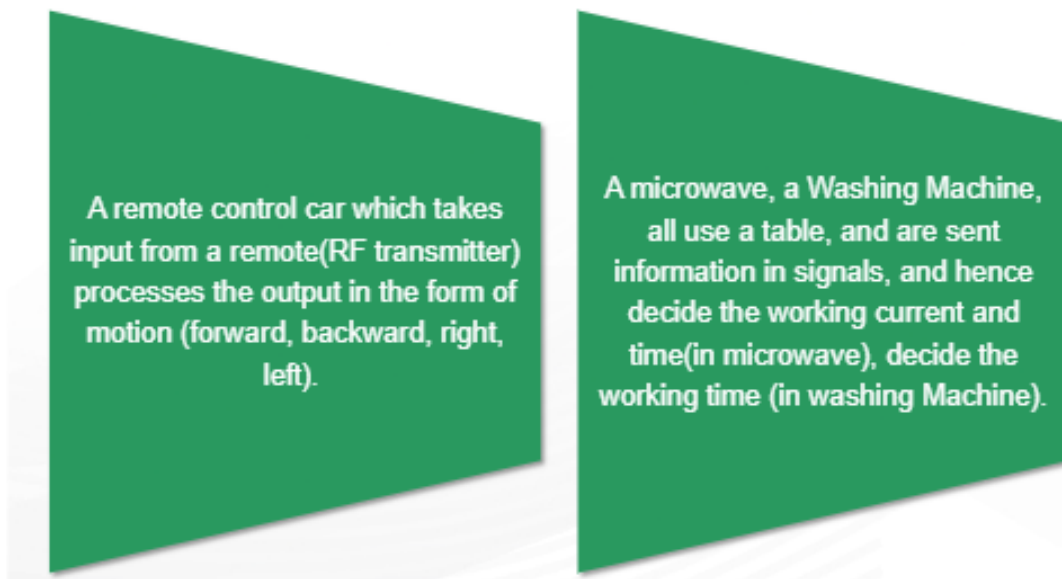 A remote control car which takes
input from a remote(RF transmitter)
processes the output in the form of
motion (forward, backward, right,
left).
A microwave, a Washing Machine,
all use a table, and are sent
information in signals, and hence
decide the working current and
time(in microwave), decide the
working time (in washing Machine).